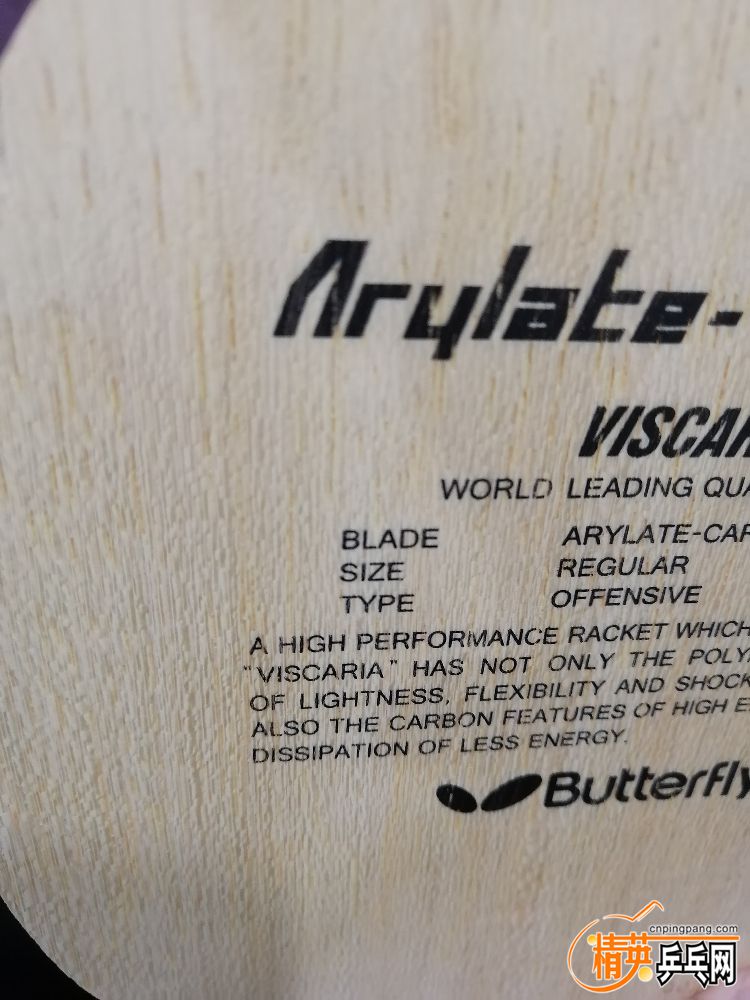 Arylate-
VISCAR
WORLD LEADING QUA
BLADE ARYLATE-CAR
SIZE REGULAR
TYPE OFFENSIVE
A HIGH PERFORMANCE RACKET WHICH
"VISCARIA" HAS NOT ONLY THE POLY
OF LIGHTNESS, FLEXIBILITY AND SHOCK
ALSO THE CARBON FEATURES OF HIGH E
DISSIPATION OF LESS ENERGY.
Butterfly
cnpingpang.com
精英乒乓网